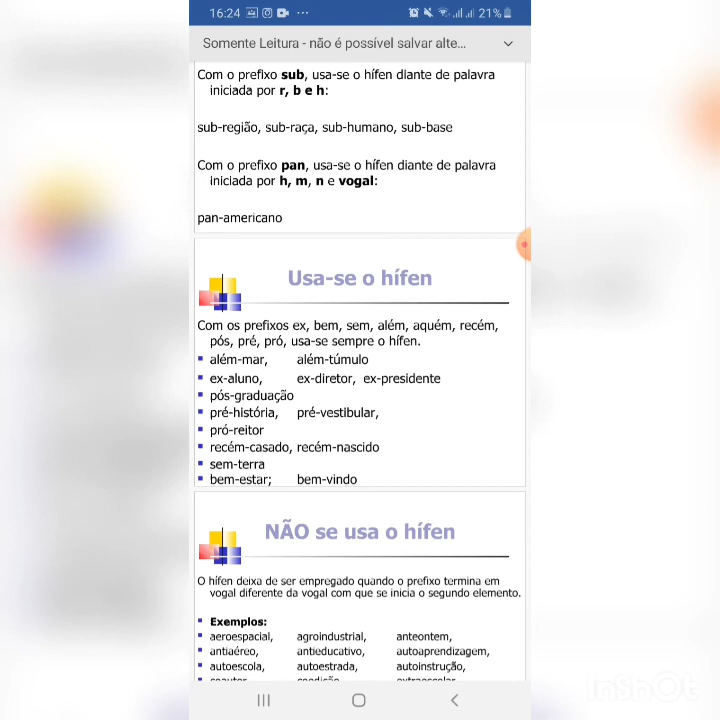 16:24
21%
Somente Leitura - não é possível salvar alte...
Com o prefixo sub, usa-se o hífen diante de palavra
iniciada por r, b e h:
sub-região, sub-raça, sub-humano, sub-base
Com o prefixo pan, usa-se o hífen diante de palavra
iniciada por h, m, n e vogal:
pan-americano
Usa-se o hífen
Com os prefixos ex, bem, sem, além, aquém, recém,
pós, pré, pró, usa-se sempre o hífen.
além-mar, além-túmulo
ex-aluno, ex-diretor, ex-presidente
pós-graduação
pré-história, pré-vestibular,
pró-reitor
recém-casado, recém-nascido
sem-terra
bem-estar; bem-vindo
NÃO se usa o hífen
O hífen deixa de ser empregado quando o prefixo termina em
vogal diferente da vogal com que se inicia o segundo elemento.
Exemplos:
aeroespacial, agroindustrial, anteontem,
antiaéreo, antieducativo, autoaprendizagem,
autoescola, autoestrada, autoinstrução,
InShOt